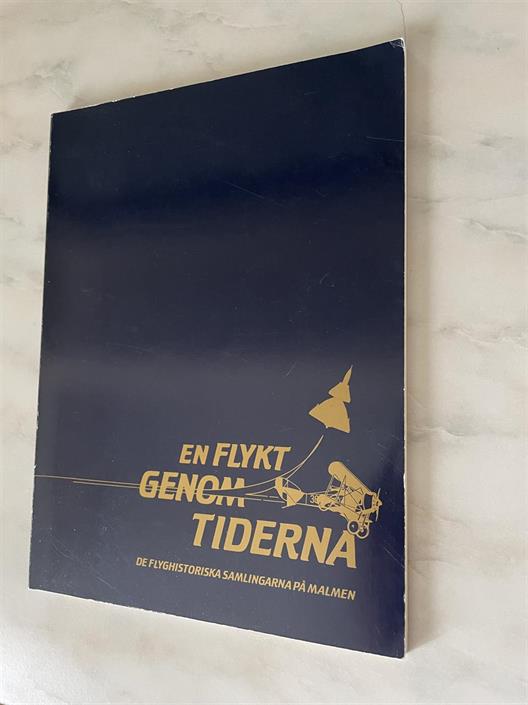 EN FLYKT
GENOM
TIDERNA
DE FLYGHISTORISKA SAMLINGARNA PÅ MALMEN